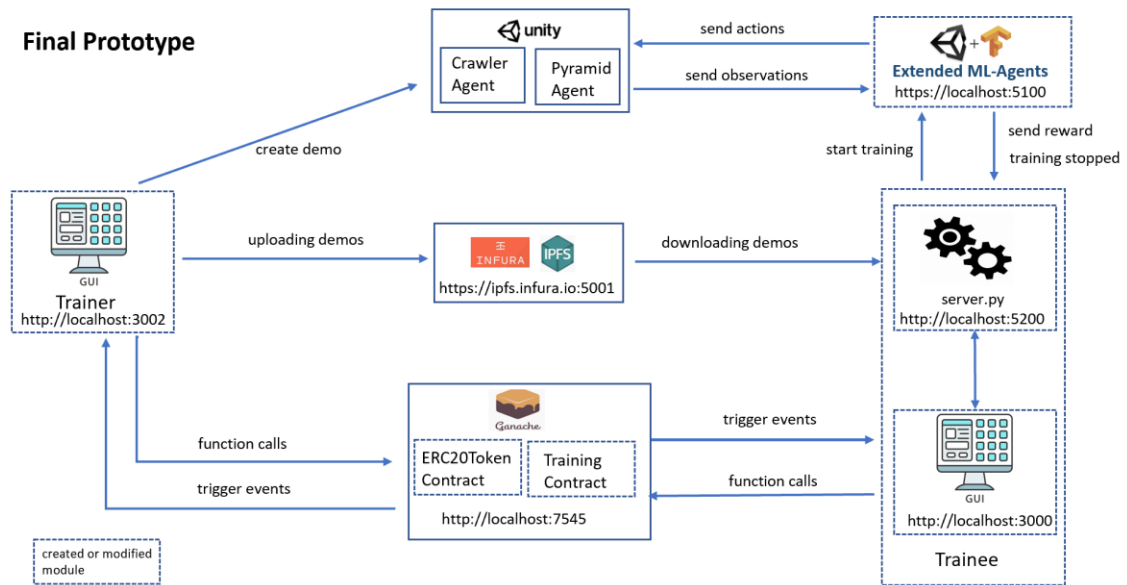 Final Prototype
unity
Crawler
Agent
Pyramid
Agent
send actions
send observations
+
Extended ML-Agents
https://localhost:5100
create demo
start training
send reward
training stopped
GUI
Trainer
http://localhost:3002
uploading demos
INFURA
IPFS
https://ipfs.infura.io:5001
downloading demos
server.py
http://localhost:5200
Ganache
ERC20Token
Contract
Training
Contract
http://localhost:7545
function calls
trigger events
trigger events
function calls
GUI
http://localhost:3000
Trainee
created or modified
module